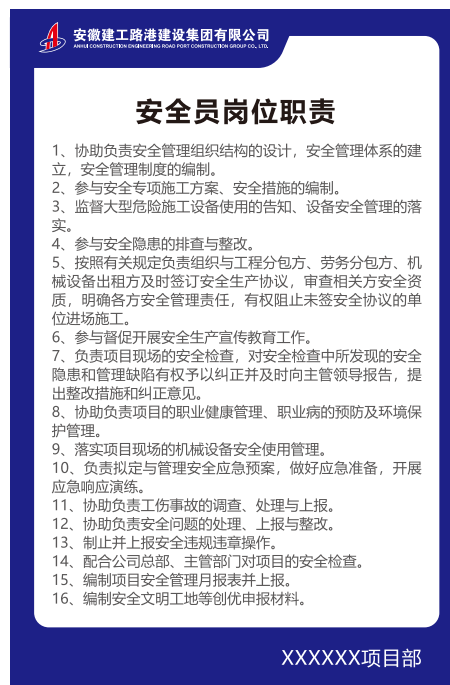 安徽建工路港建设集团有限公司
ANHUI CONSTRUCTION ENGINEERING ROAD PORT CONSTRUCTION GROUP CO., LTD.
安全员岗位职责
1、协助负责安全管理组织结构的设计，安全管理体系的建
立，安全管理制度的编制。
2、参与安全专项施工方案、安全措施的编制。
3、监督大型危险施工设备使用的告知、设备安全管理的落
实。
4、参与安全隐患的排查与整改。
5、按照有关规定负责组织与工程分包方、劳务分包方、机
械设备出租方及时签订安全生产协议，审查相关方安全资
质，明确各方安全管理责任，有权阻止未签安全协议的单
位进场施工。
6、参与督促开展安全生产宣传教育工作。
7、负责项目现场的安全检查，对安全检查中所发现的安全
隐患和管理缺陷有权予以纠正并及时向主管领导报告，提
出整改措施和纠正意见。
8、协助负责项目的职业健康管理、职业病的预防及环境保
护管理。
9、落实项目现场的机械设备安全使用管理。
10、负责拟定与管理安全应急预案，做好应急准备，开展
应急响应演练。
11、协助负责工伤事故的调查、处理与上报。
12、协助负责安全问题的处理、上报与整改。
13、制止并上报安全违规违章操作。
14、配合公司总部、主管部门对项目的安全检查。
15、编制项目安全管理月报表并上报。
16、编制安全文明工地等创优申报材料。
XXXXXX项目部